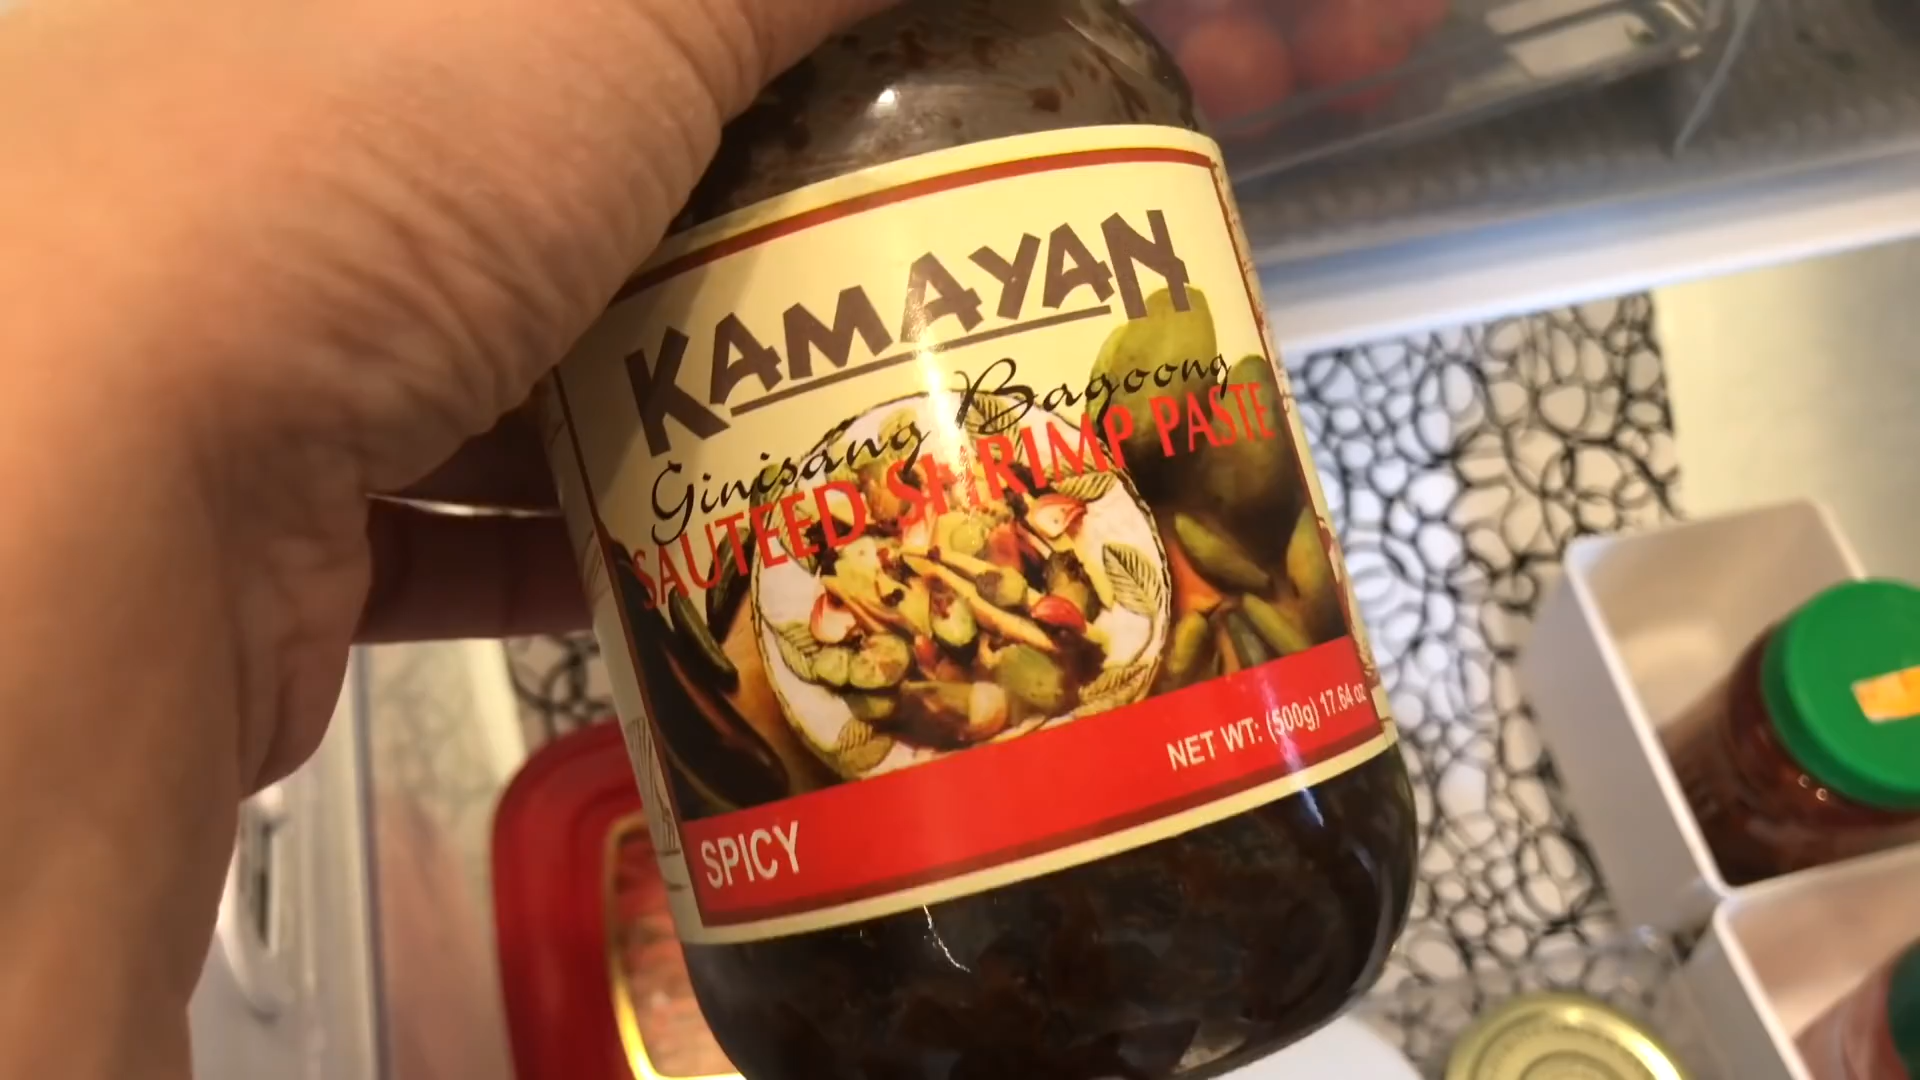 KAMAYAN
Ginisang Bagoong
SAUTEED SHRIMP PASTE
NET WT: (500g) 17.64 oz
SPICY